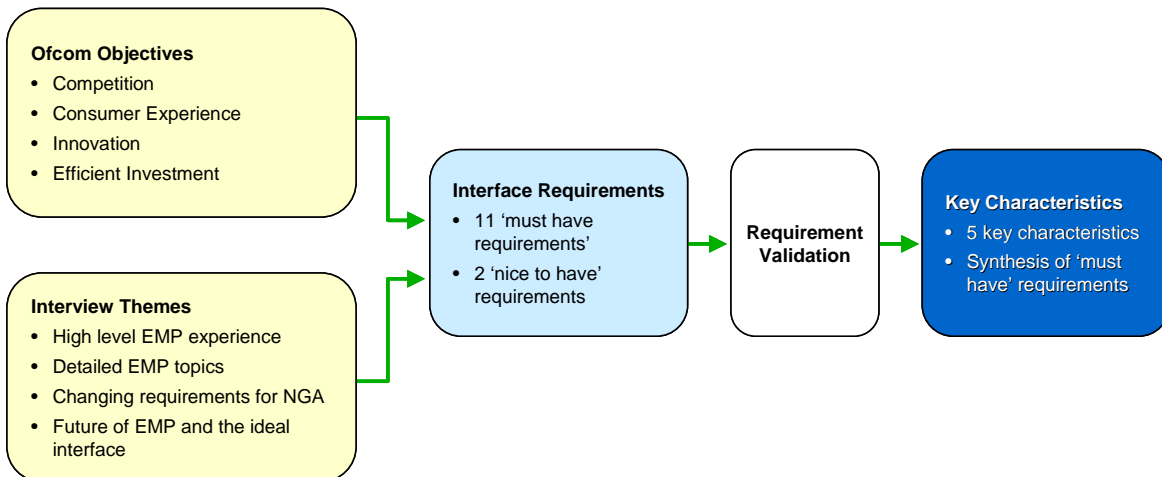 Ofcom Objectives
• Competition
• Consumer Experience
• Innovation
• Efficient Investment
Interview Themes
• High level EMP experience
• Detailed EMP topics
• Changing requirements for NGA
• Future of EMP and the ideal
interface
Interface Requirements
• 11 ‘must have
requirements’
• 2 ‘nice to have’
requirements
Requirement
Validation
Key Characteristics
• 5 key characteristics
• Synthesis of ‘must
have’ requirements